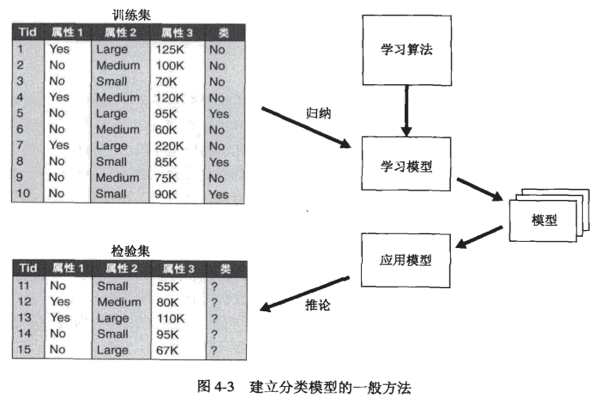 训练集
Tid 属性 1 属性 2 属性 3 类
1 Yes Large 125K No
2 No Medium 100K No
3 No Small 70K No
4 Yes Medium 120K No
5 No Large 95K Yes
6 No Medium 60K No
7 Yes Large 220K No
8 No Small 85K Yes
9 No Medium 75K No
10 No Small 90K Yes
学习算法
归纳
学习模型
模型
应用模型
推论
检验集
Tid 属性 1 属性 2 属性 3 类
11 No Small 55K ?
12 Yes Medium 80K ?
13 Yes Large 110K ?
14 No Small 95K ?
15 No Large 67K ?
图 4-3 建立分类模型的一般方法